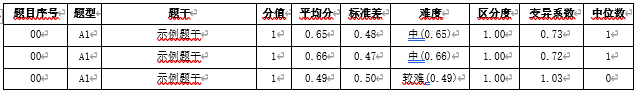 题目序号 题型 题干 分值 平均分 标准差 难度 区分度 变异系数 中位数
00 A1 示例题干 1 0.65 0.48 中(0.65) 1.00 0.73 1
00 A1 示例题干 1 0.66 0.47 中(0.66) 1.00 0.72 1
00 A1 示例题干 1 0.49 0.50 较难(0.49) 1.00 1.03 0